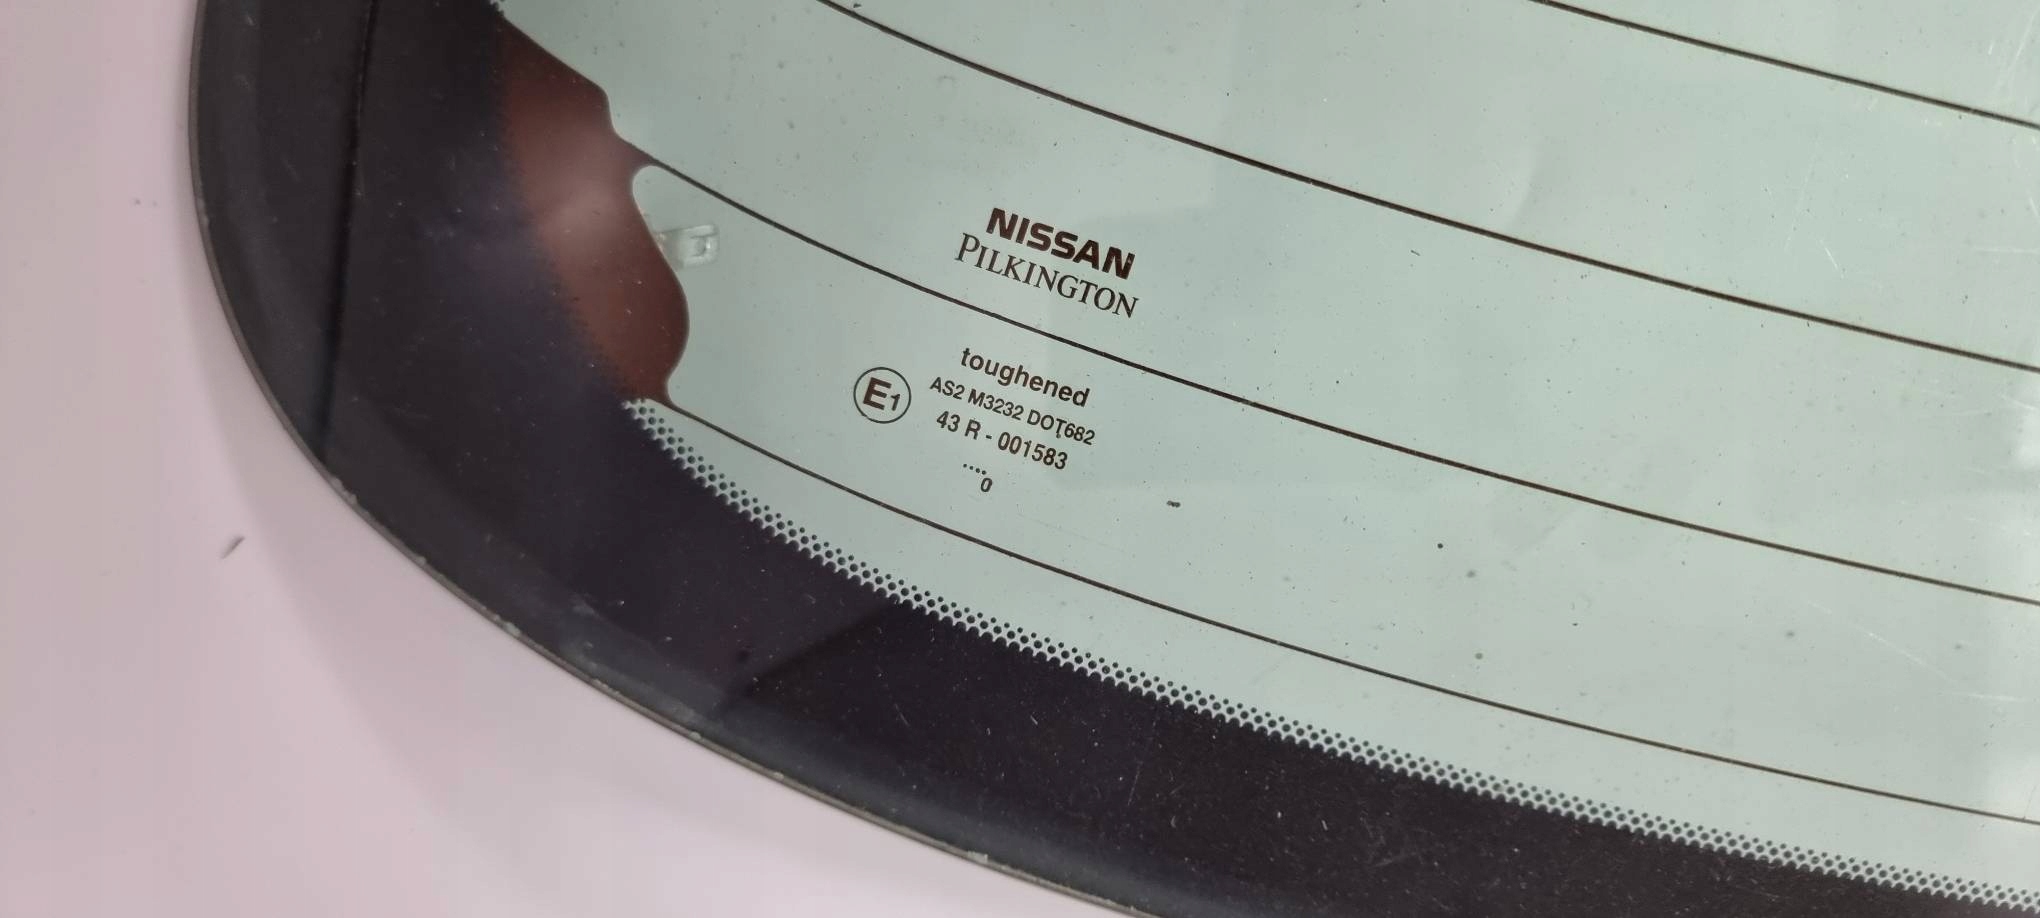 NISSAN
PILKINGTON
toughened
E1
AS2 M3232 DOT682
43 R - 001583
....
0